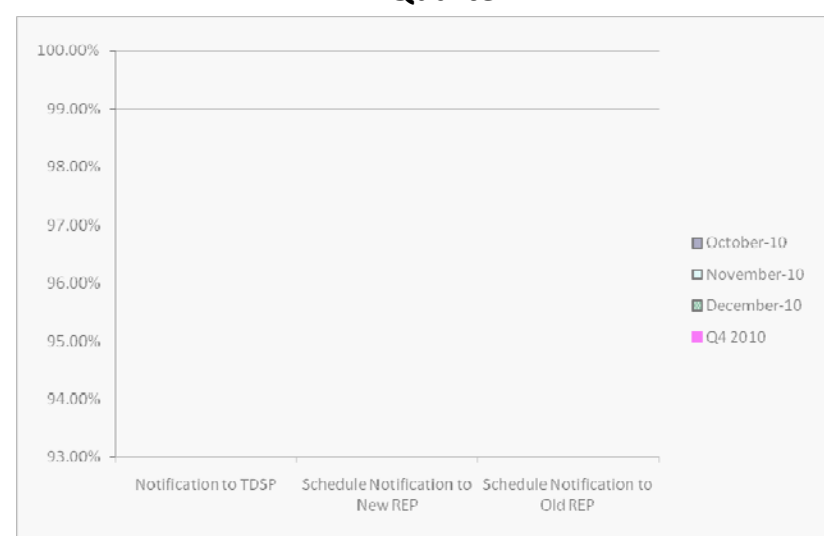 100.00%
99.00%
98.00%
97.00%
96.00%
95.00%
94.00%
93.00%
Notification to TDSP
Schedule Notification to
New REP
Schedule Notification to
Old REP
October-10
November-10
December-10
Q4 2010